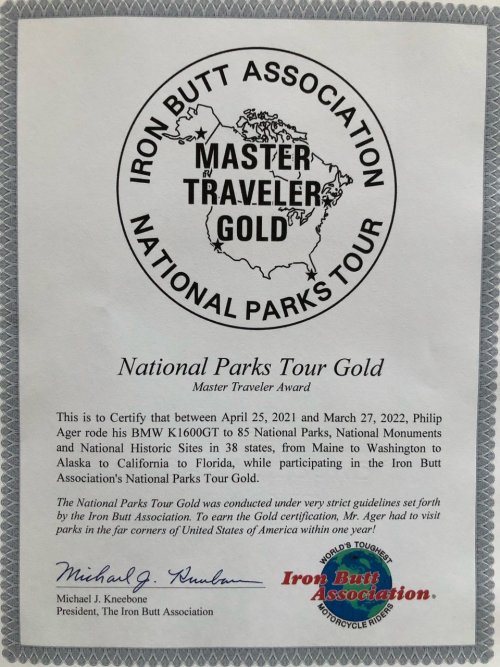 IRON BUTT ASSOCIATION
MASTER
TRAVELER
GOLD
NATIONAL PARKS TOUR
National Parks Tour Gold
Master Traveler Award
This is to Certify that between April 25, 2021 and March 27, 2022, Philip
Ager rode his BMW K1600GT to 85 National Parks, National Monuments
and National Historic Sites in 38 states, from Maine to Washington to
Alaska to California to Florida, while participating in the Iron Butt
Association's National Parks Tour Gold.
The National Parks Tour Gold was conducted under very strict guidelines set forth
by the Iron Butt Association. To earn the Gold certification, Mr. Ager had to visit
parks in the far corners of United States of America within one year!
Michael J. Kneebone
Michael J. Kneebone
President, The Iron Butt Association
WORLD'S TOUGHEST
Iron Butt
Association®
MOTORCYCLE RIDERS